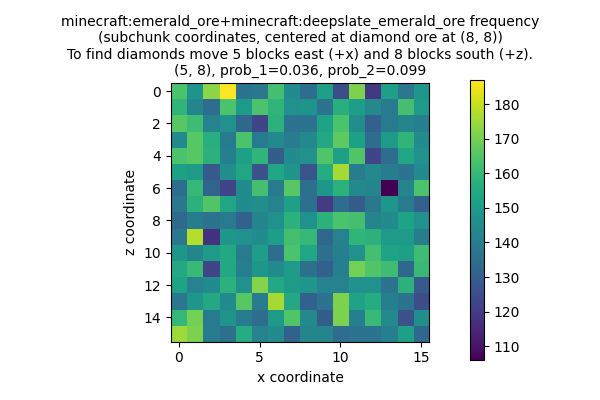 minecraft:emerald_ore+minecraft:deepslate_emerald_ore frequency
(subchunk coordinates, centered at diamond ore at (8, 8))
To find diamonds move 5 blocks east (+x) and 8 blocks south (+z).
(5, 8), prob_1=0.036, prob_2=0.099
0
2
4
6
8
10
12
14
z coordinate
0 5 10 15
x coordinate
180
170
160
150
140
130
120
110